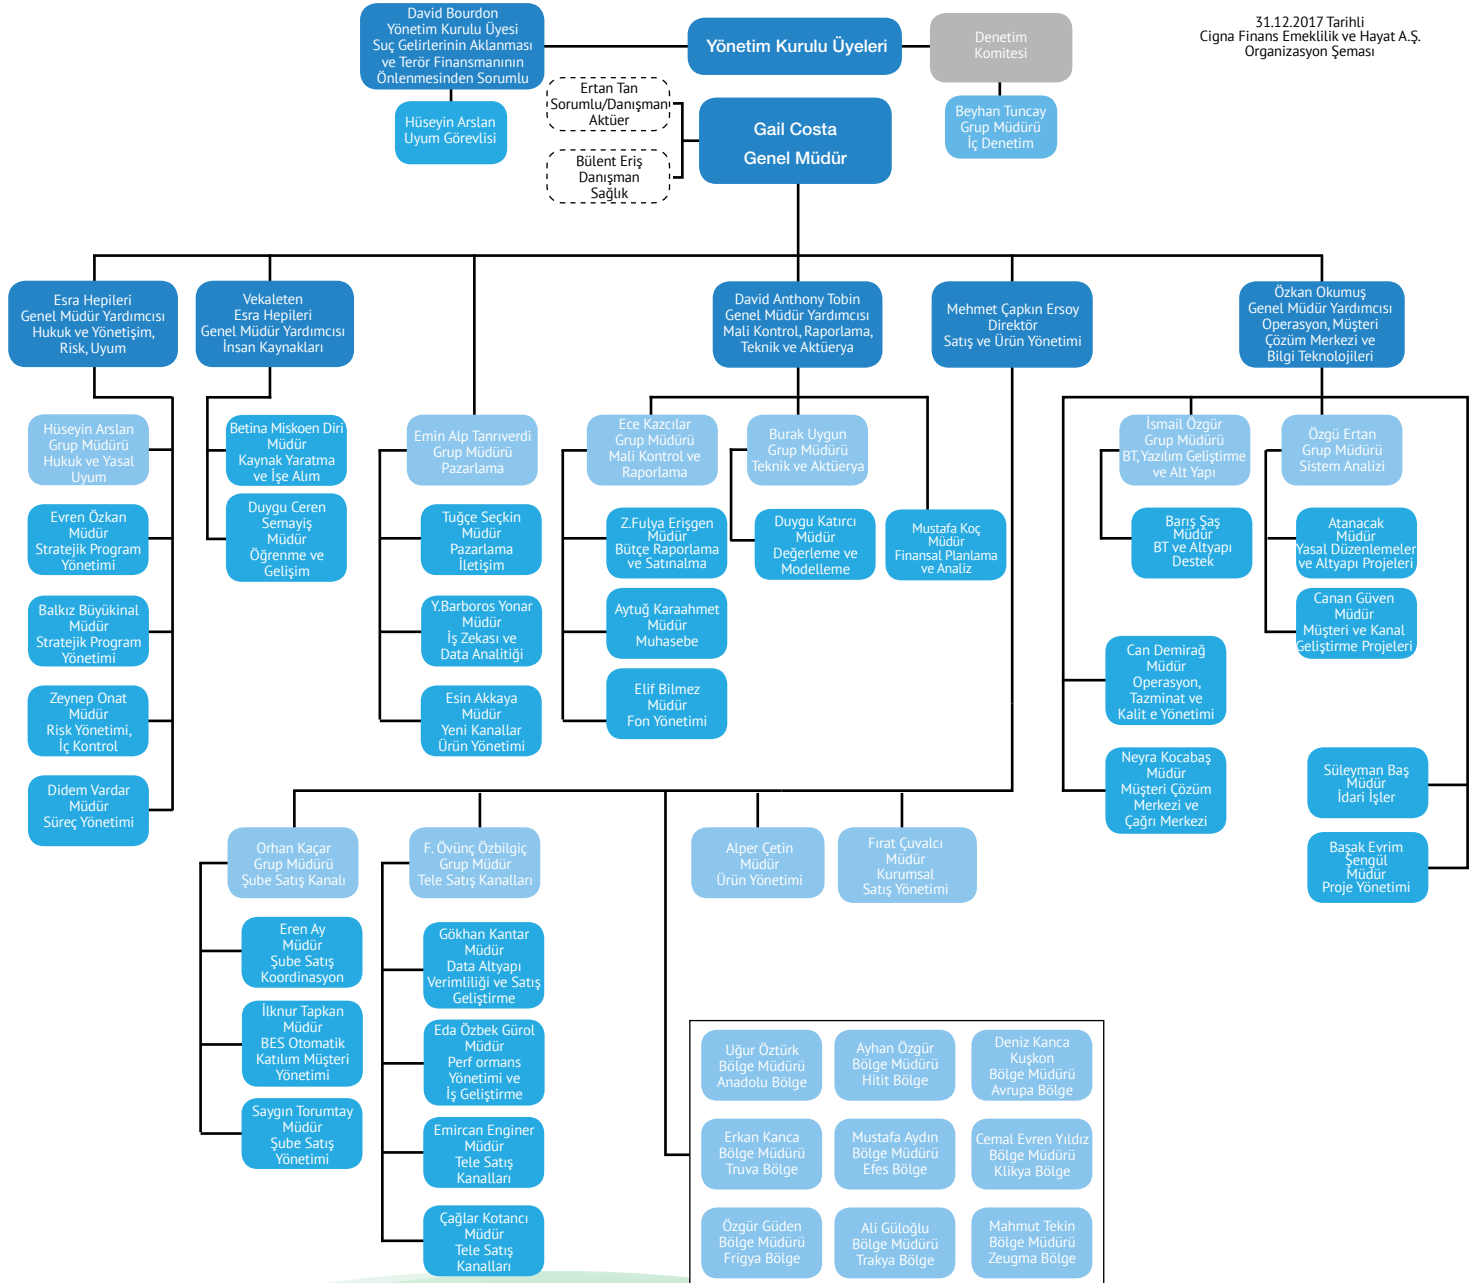 David Bourdon
Yönetim Kurulu Üyesi
Suç Gelirlerinin Aklanması
ve Terör Finansmanının
Önlenmesinden Sorumlu
Yönetim Kurulu Üyeleri
Denetim
Komitesi
31.12.2017 Tarihli
Cigna Finans Emeklilik ve Hayat A.Ş.
Organizasyon Şeması
Hüseyin Arslan
Uyum Görevlisi
Ertan Tan
Sorumlu/Danışman
Aktüer
Bülent Eriş
Danışman
Sağlık
Gail Costa
Genel Müdür
Beyhan Tuncay
Grup Müdürü
İç Denetim
Esra Hepileri
Genel Müdür Yardımcısı
Hukuk ve Yönetişim,
Risk, Uyum
Vekaleten
Esra Hepileri
Genel Müdür Yardımcısı
İnsan Kaynakları
David Anthony Tobin
Genel Müdür Yardımcısı
Mali Kontrol, Raporlama,
Teknik ve Aktüerya
Mehmet Çapkın Ersoy
Direktör
Satış ve Ürün Yönetimi
Özkan Okumuş
Genel Müdür Yardımcısı
Operasyon, Müşteri
Çözüm Merkezi ve
Bilgi Teknolojileri
Hüseyin Arslan
Grup Müdürü
Hukuk ve Yasal
Uyum
Evren Özkan
Müdür
Stratejik Program
Yönetimi
Balkız Büyükinal
Müdür
Stratejik Program
Yönetimi
Zeynep Onat
Müdür
Risk Yönetimi,
İç Kontrol
Didem Vardar
Müdür
Süreç Yönetimi
Betina Miskoen Diri
Müdür
Kaynak Yaratma
ve İşe Alım
Duygu Ceren
Semayiş
Müdür
Öğrenme ve
Gelişim
Emin Alp Tanrıverdi
Grup Müdürü
Pazarlama
Tuğçe Seçkin
Müdür
Pazarlama
İletişim
Y.Barboros Yonar
Müdür
İş Zekası ve
Data Analitiği
Esin Akkaya
Müdür
Yeni Kanallar
Ürün Yönetimi
Ece Kazcılar
Grup Müdürü
Mali Kontrol ve
Raporlama
Z.Fulya Erişgen
Müdür
Bütçe Raporlama
ve Satınalma
Aytuğ Karaahmet
Müdür
Muhasebe
Elif Bilmez
Müdür
Fon Yönetimi
Burak Uygun
Grup Müdürü
Teknik ve Aktüerya
Duygu Katırcı
Müdür
Değerleme ve
Modelleme
Mustafa Koç
Müdür
Finansal Planlama
ve Analiz
İsmail Özgür
Grup Müdürü
BT, Yazılım Geliştirme
ve Alt Yapı
Barış Şaş
Müdür
BT ve Altyapı
Destek
Özgü Ertan
Grup Müdürü
Sistem Analizi
Atanacak
Müdür
Yasal Düzenlemeler
ve Altyapı Projeleri
Canan Güven
Müdür
Müşteri ve Kanal
Geliştirme Projeleri
Can Demirağ
Müdür
Operasyon,
Tazminat ve
Kalit e Yönetimi
Neyra Kocabaş
Müdür
Müşteri Çözüm
Merkezi ve
Çağrı Merkezi
Süleyman Baş
Müdür
İdari İşler
Başak Evrim
Şengül
Müdür
Proje Yönetimi
Orhan Kaçar
Grup Müdürü
Şube Satış Kanalı
Eren Ay
Müdür
Şube Satış
Koordinasyon
İlknur Tapkan
Müdür
BES Otomatik
Katılım Müşteri
Yönetimi
Saygın Torumtay
Müdür
Şube Satış
Yönetimi
F. Övünç Özbilgiç
Grup Müdür
Tele Satış Kanalları
Gökhan Kantar
Müdür
Data Altyapı
Verimliliği ve Satış
Geliştirme
Eda Özbek Gürol
Müdür
Perf ormans
Yönetimi ve
İş Geliştirme
Emircan Enginer
Müdür
Tele Satış
Kanalları
Çağlar Kotancı
Müdür
Tele Satış
Kanalları
Alper Çetin
Müdür
Ürün Yönetimi
Fırat Çuvalcı
Müdür
Kurumsal
Satış Yönetimi
Uğur Öztürk
Bölge Müdürü
Anadolu Bölge
Ayhan Özgür
Bölge Müdürü
Hitit Bölge
Deniz Kanca
Kuşkon
Bölge Müdürü
Avrupa Bölge
Erkan Kanca
Bölge Müdürü
Truva Bölge
Mustafa Aydın
Bölge Müdürü
Efes Bölge
Cemal Evren Yıldız
Bölge Müdürü
Klikya Bölge
Özgür Güden
Bölge Müdürü
Frigya Bölge
Ali Güloğlu
Bölge Müdürü
Trakya Bölge
Mahmut Tekin
Bölge Müdürü
Zeugma Bölge